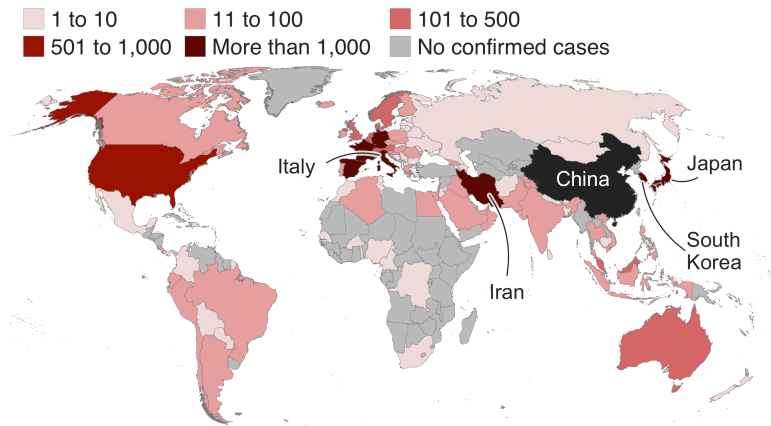 1 to 10
11 to 100
101 to 500
501 to 1,000
More than 1,000
No confirmed cases
Italy
China
Japan
South
Korea
Iran